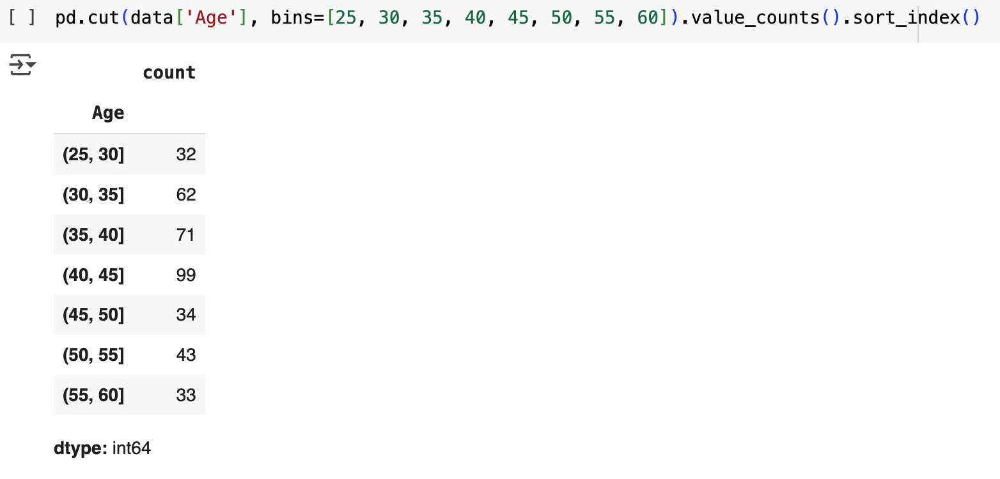 [ ] pd.cut(data['Age'], bins=[25, 30, 35, 40, 45, 50, 55, 60]).value_counts().sort_index()
count
Age
(25, 30] 32
(30, 35] 62
(35, 40] 71
(40, 45] 99
(45, 50] 34
(50, 55] 43
(55, 60] 33
dtype: int64